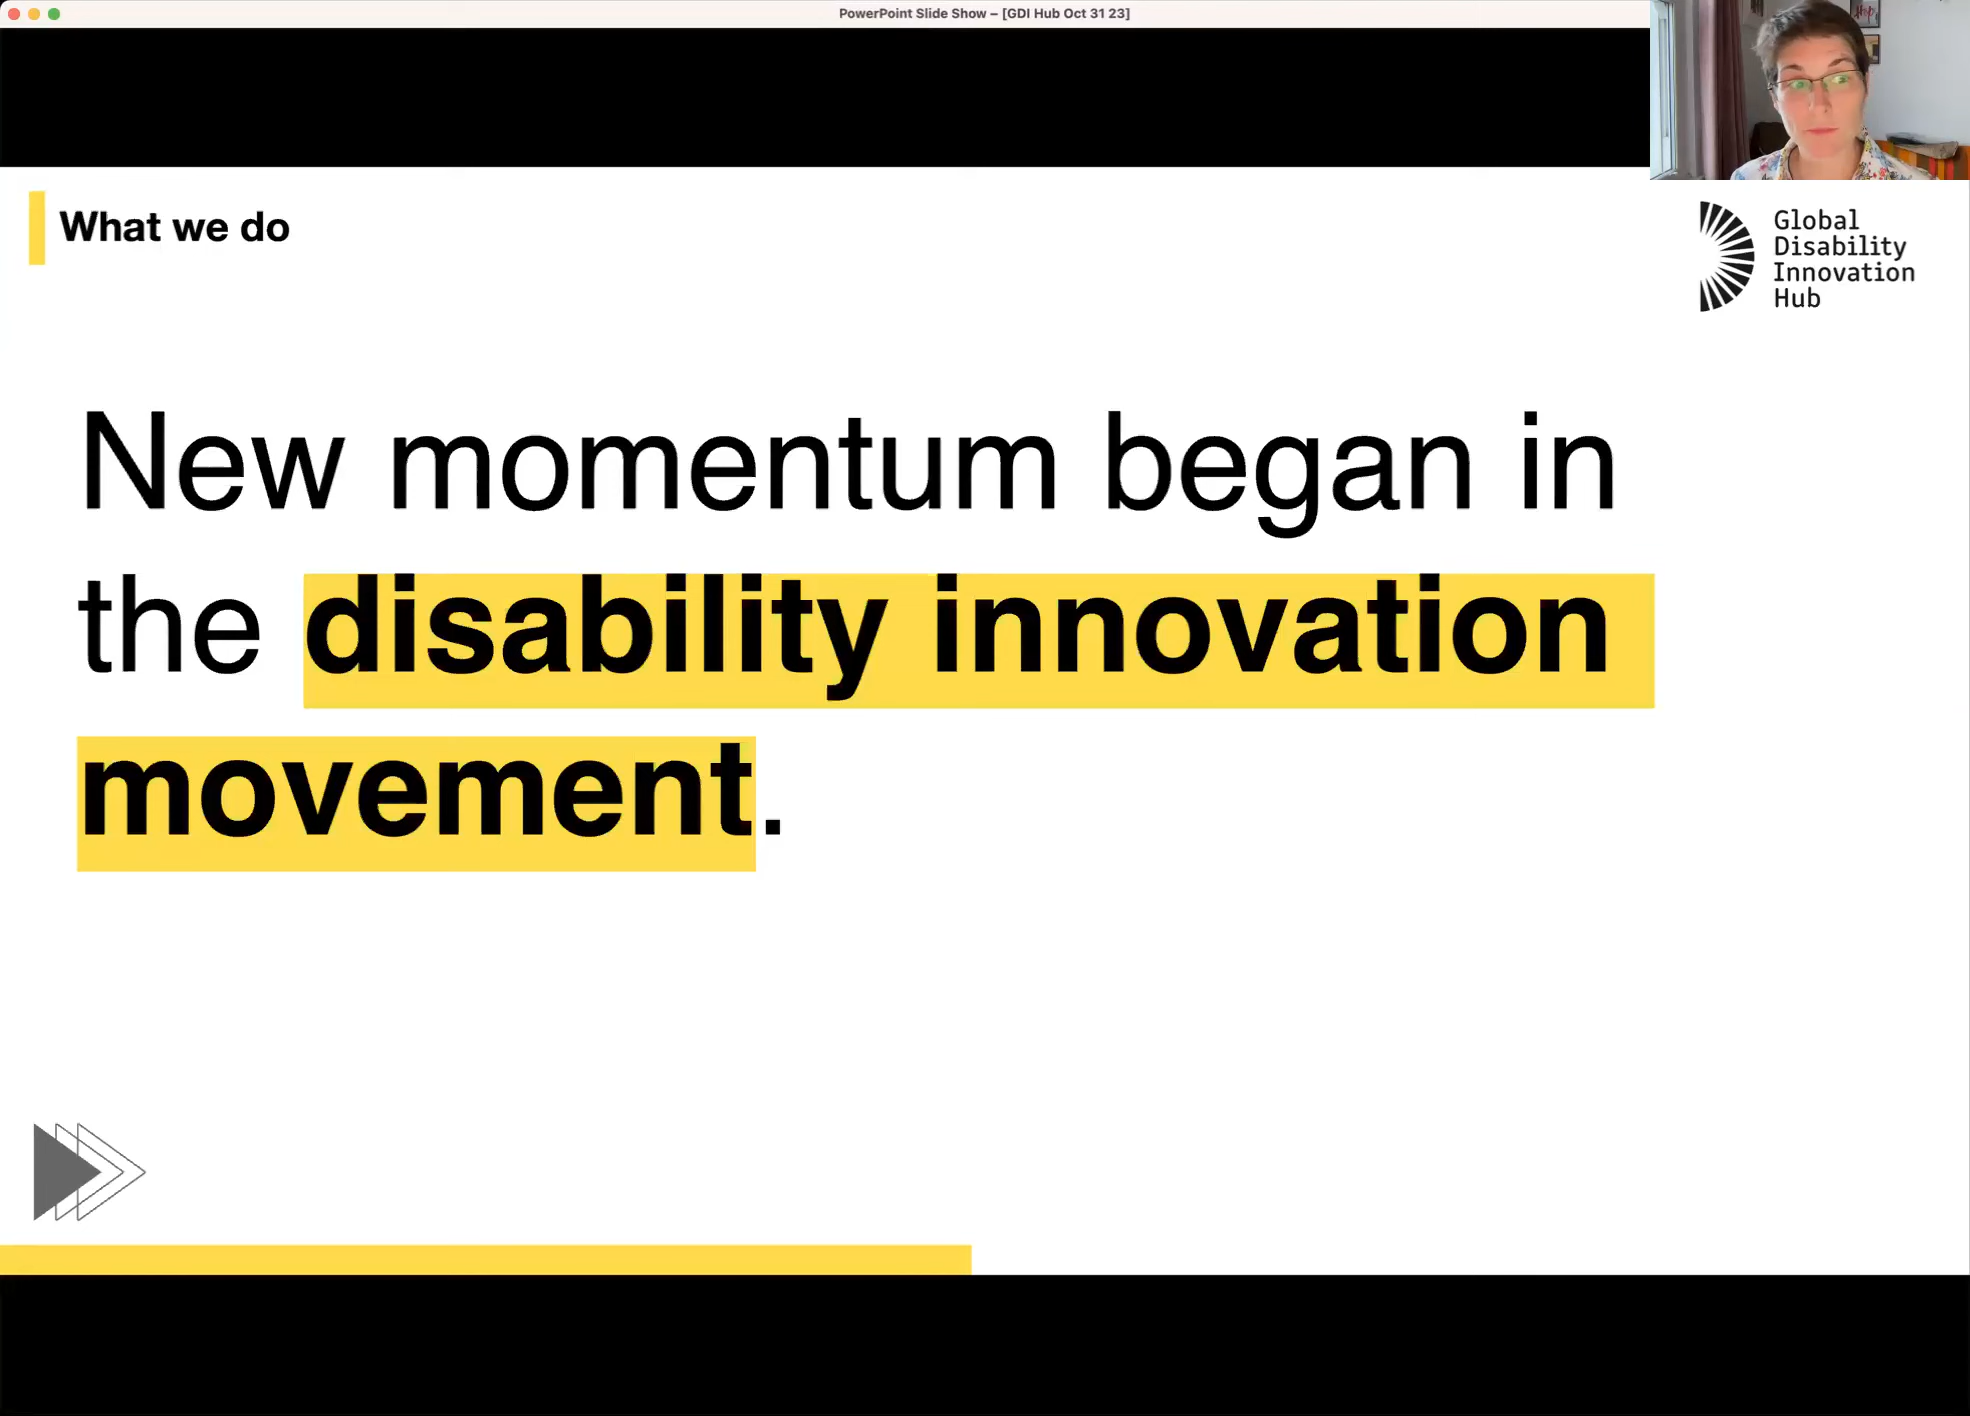 PowerPoint Slide Show – [GDI Hub Oct 31 23]
What we do
Global
Disability
Innovation
Hub
New momentum began in
the disability innovation
movement.